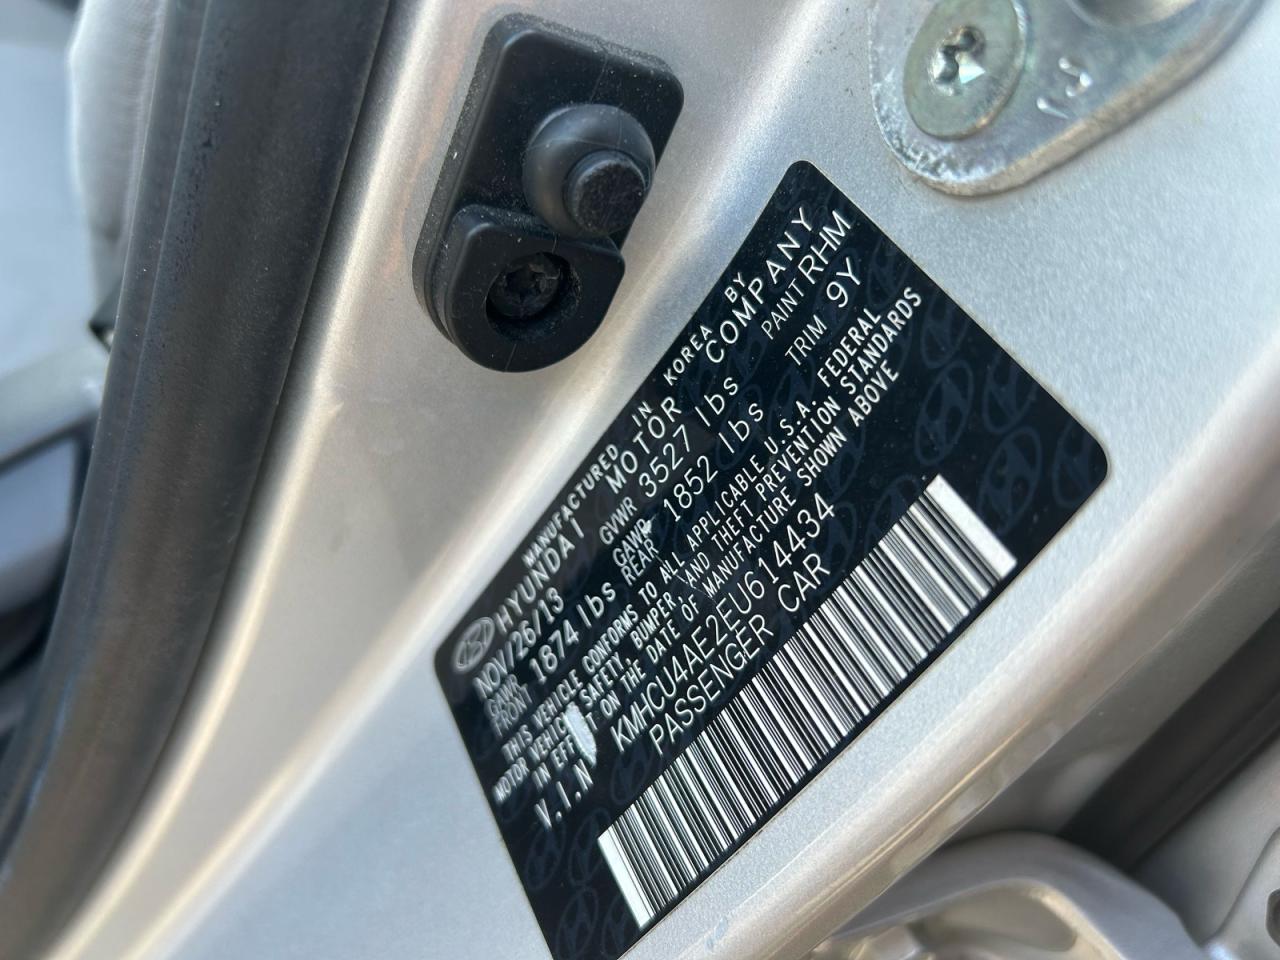 MANUFACTURED IN KOREA BY
HYUNDAI MOTOR COMPANY
NOV/26/13 GVWR 3527 lbs PAINT RHM
GAWR FRONT 1874 lbs GAWR REAR 1852 lbs TRIM 9Y
THIS VEHICLE CONFORMS TO ALL APPLICABLE U.S.A. FEDERAL
MOTOR VEHICLE SAFETY, BUMPER, AND THEFT PREVENTION STANDARDS
IN EFF T ON THE DATE OF MANUFACTURE SHOWN ABOVE
V.I.N KMHCU4AE2EU614434
PASSENGER CAR